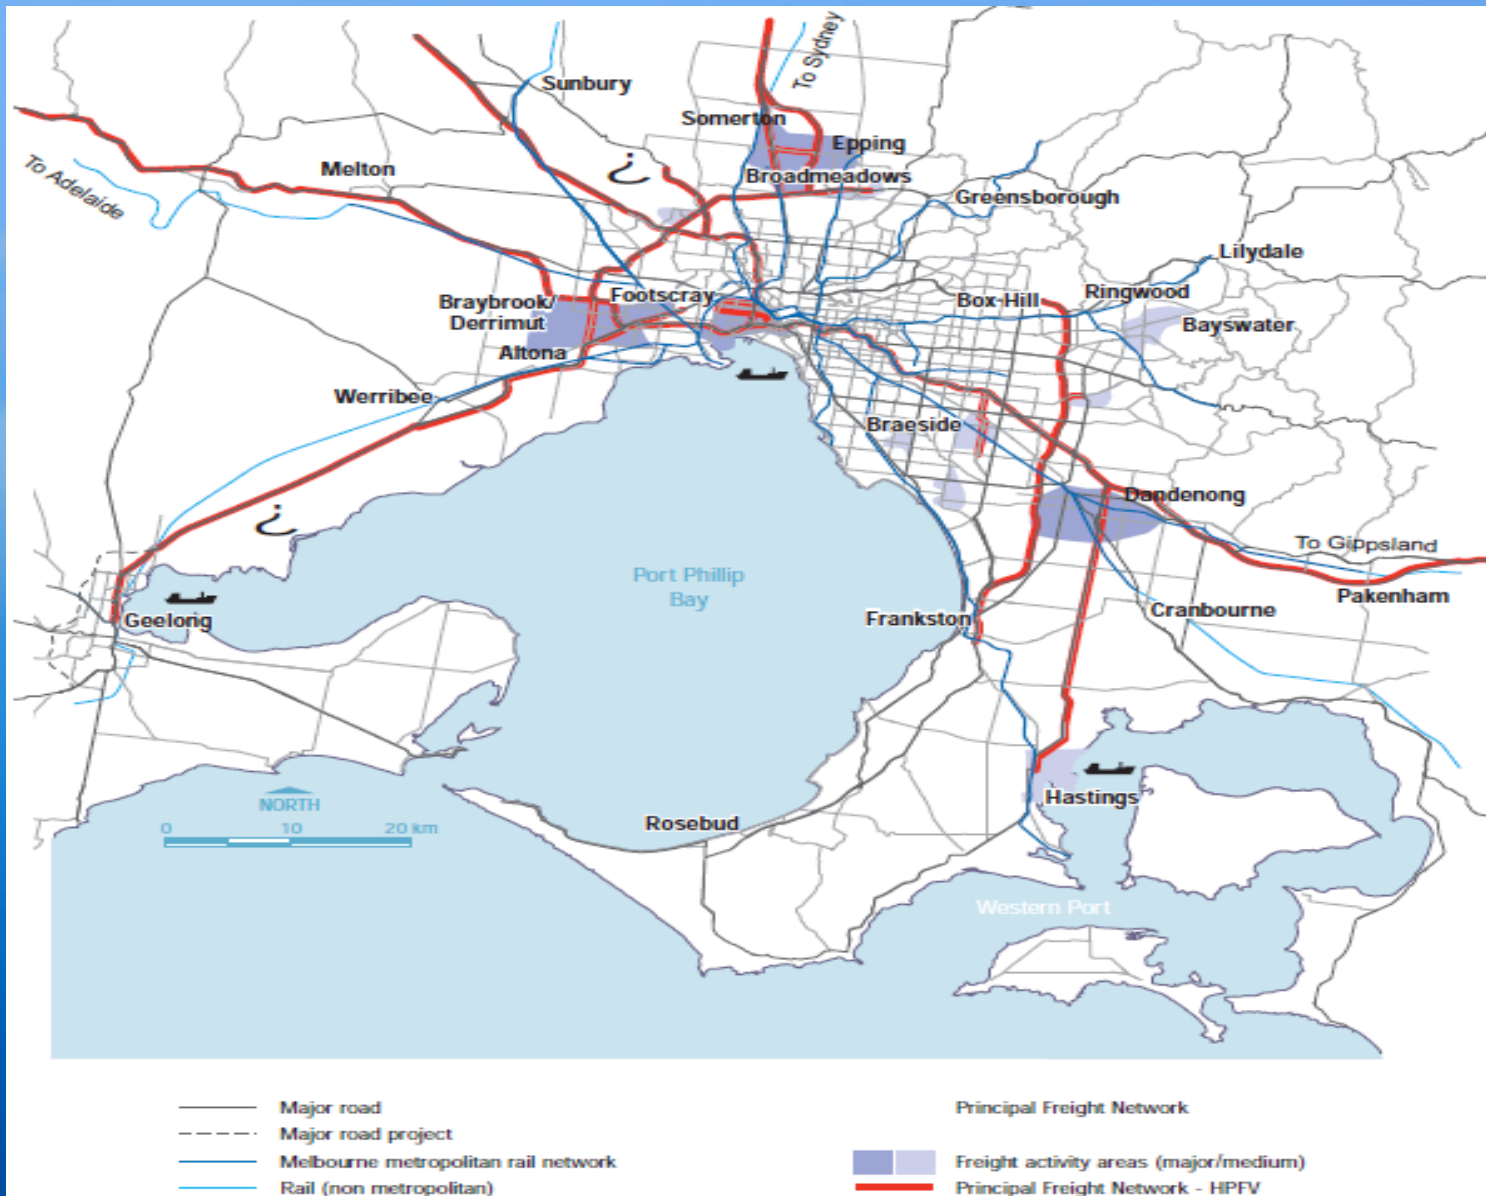 To Sydney
Sunbury
Somerton
Epping
To Adelaide
Melton
Broadmeadows
Greensborough
Lilydale
Braybrook/
Derrimut
Footscray
Box Hill
Ringwood
Bayswater
Altona
Werribee
Braeside
Dandenong
To Gippsland
Port Phillip
Bay
Pakenham
Geelong
Frankston
Cranbourne
NORTH
0 10 20 km
Rosebud
Hastings
Western Port
Major road
Major road project
Melbourne metropolitan rail network
Rail (non metropolitan)
Principal Freight Network
Freight activity areas (major/medium)
Principal Freight Network - HPFV